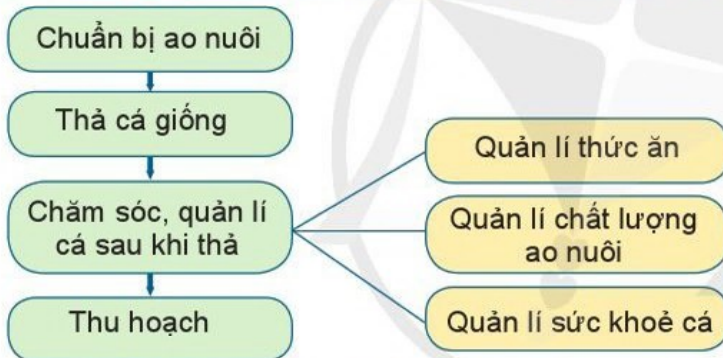 Chuẩn bị ao nuôi
Thả cá giống
Chăm sóc, quản lí
cá sau khi thả
Thu hoạch
Quản lí thức ăn
Quản lí chất lượng
ao nuôi
Quản lí sức khoẻ cá